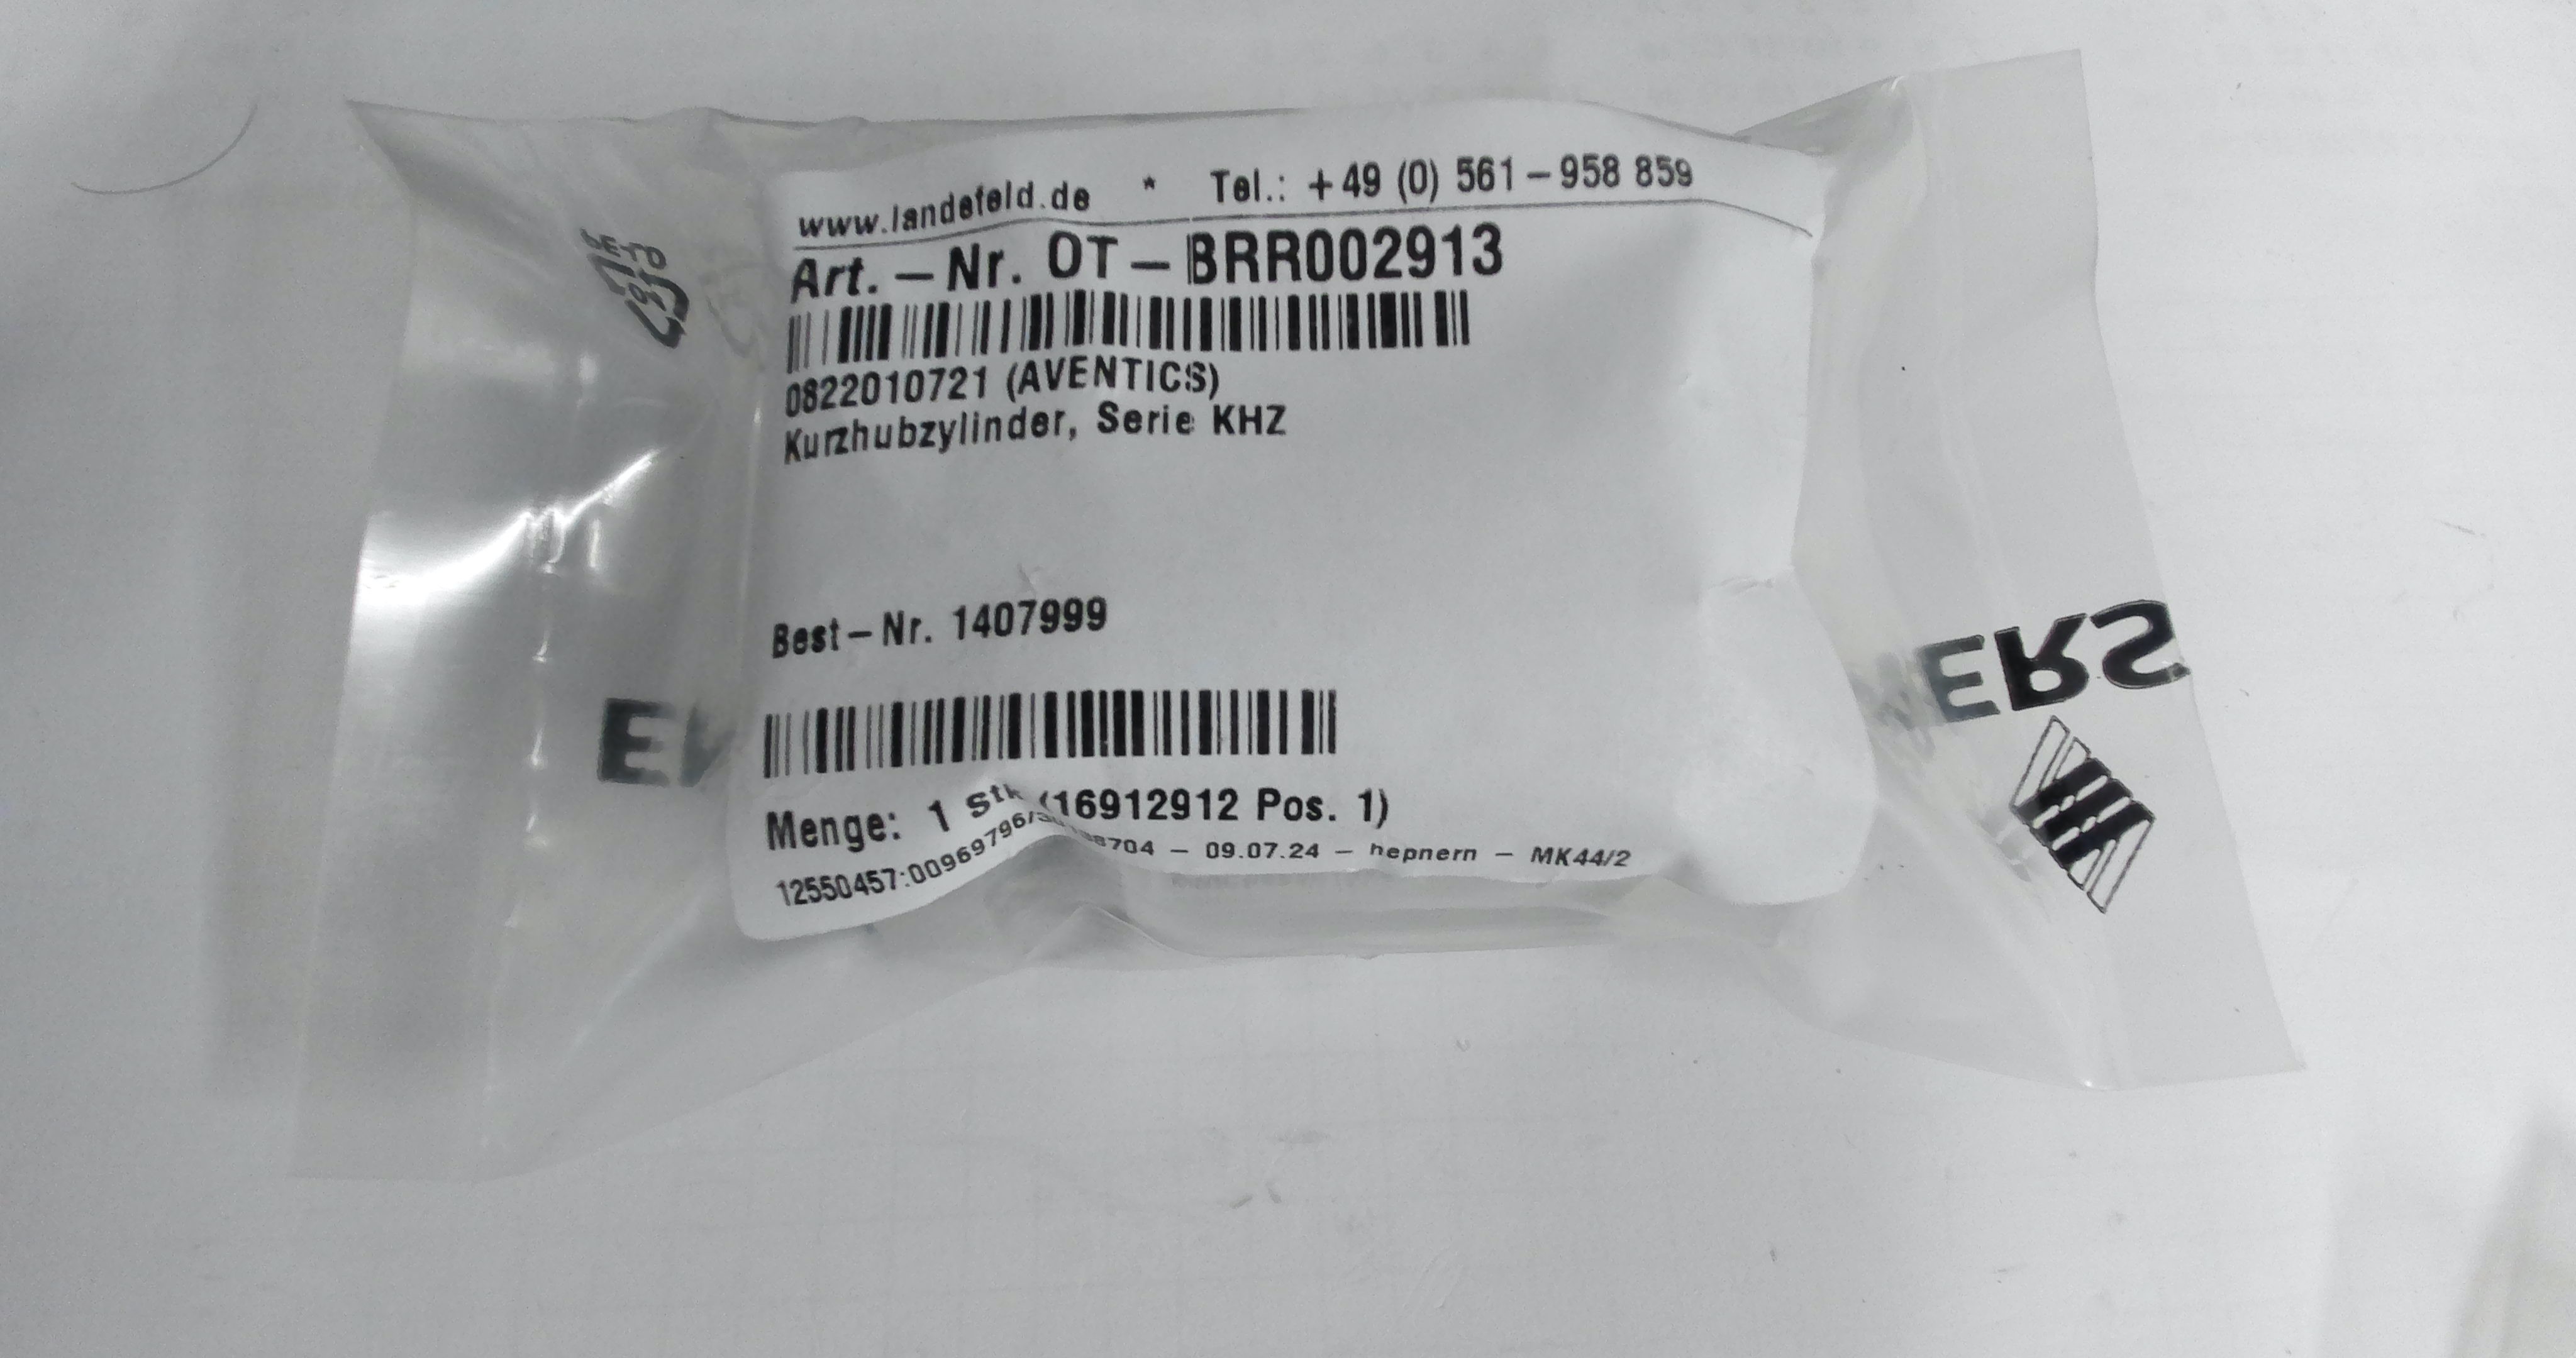 www.landefeld.de * Tel.: +49 (0) 561-958 859
Art.-Nr. OT-BRR002913
0822010721 (AVENTICS)
Kurzhubzylinder, Serie KHZ
Best-Nr. 1407999
Menge: 1 Stk (16912912 Pos. 1)
12550457:00969796/ 8704 - 09.07.24 - hepnern - MK44/2
ERS